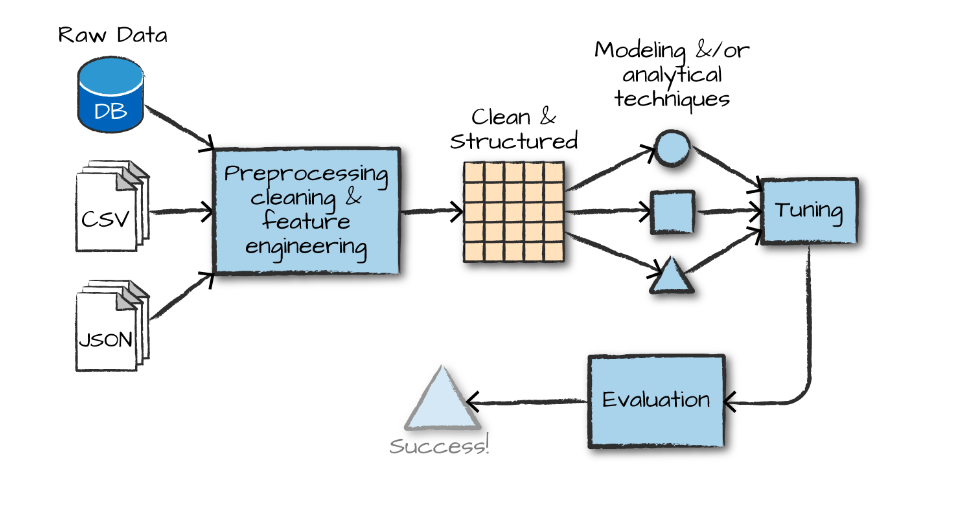 Raw Data
DB
CSV
JSON
Preprocessing
cleaning &
feature
engineering
Clean &
Structured
Modeling &/or
analytical
techniques
Tuning
Evaluation
Success!